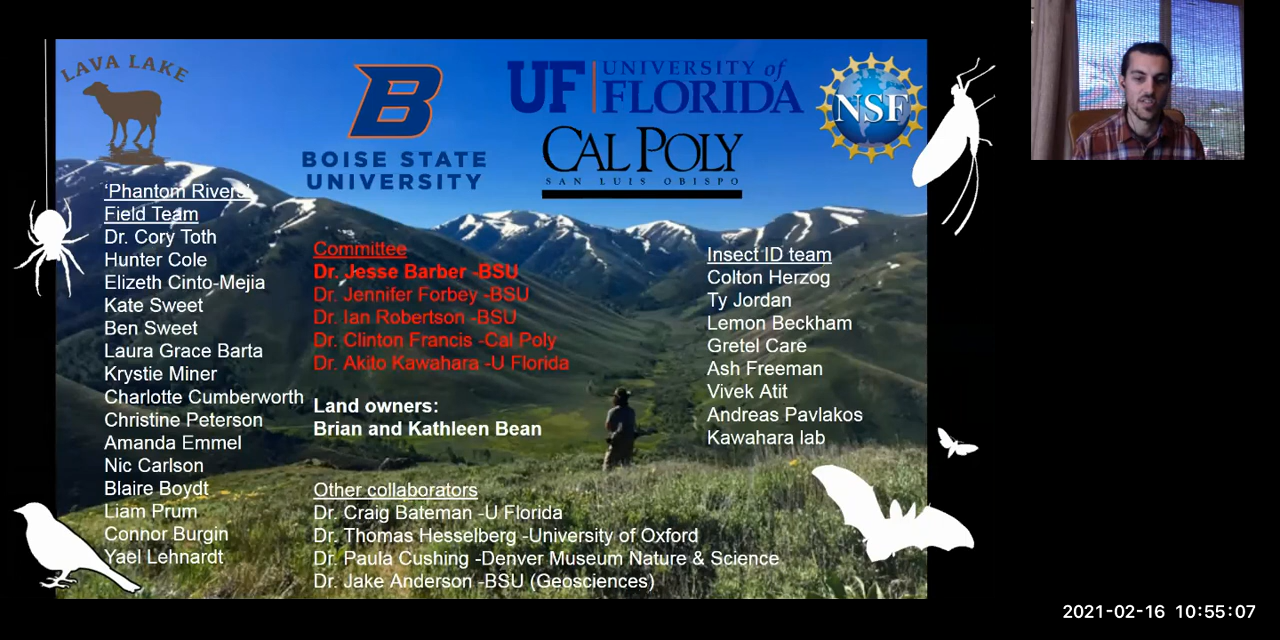 LAVA LAKE
B
BOISE STATE
UNIVERSITY
UF UNIVERSITY of
FLORIDA
CAL POLY
SAN LUIS OBISPO
NSF
‘Phantom Rivers’
Field Team
Dr. Cory Toth
Hunter Cole
Elizeth Cinto-Mejia
Kate Sweet
Ben Sweet
Laura Grace Barta
Krystie Miner
Charlotte Cumberworth
Christine Peterson
Amanda Emmel
Nic Carlson
Blaire Boydt
Liam Prum
Connor Burgin
Yael Lehnardt
Committee
Dr. Jesse Barber -BSU
Dr. Jennifer Forbey -BSU
Dr. Ian Robertson -BSU
Dr. Clinton Francis -Cal Poly
Dr. Akito Kawahara -U Florida
Land owners:
Brian and Kathleen Bean
Other collaborators
Dr. Craig Bateman -U Florida
Dr. Thomas Hesselberg -University of Oxford
Dr. Paula Cushing -Denver Museum Nature & Science
Dr. Jake Anderson -BSU (Geosciences)
Insect ID team
Colton Herzog
Ty Jordan
Lemon Beckham
Gretel Care
Ash Freeman
Vivek Atit
Andreas Pavlakos
Kawahara lab
2021-02-16 10:55:07